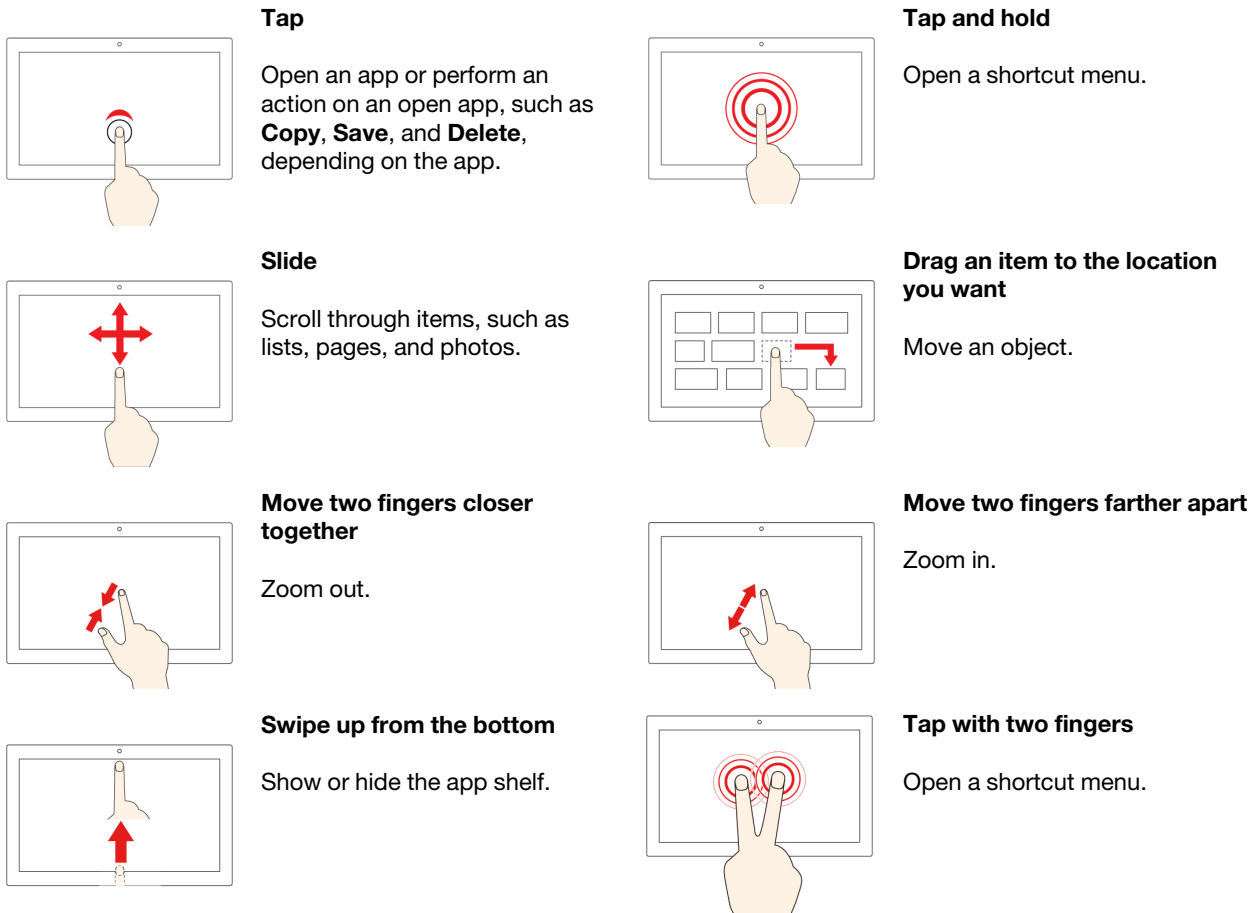 Tap
Open an app or perform an
action on an open app, such as
Copy, Save, and Delete,
depending on the app.
Tap and hold
Open a shortcut menu.
Slide
Scroll through items, such as
lists, pages, and photos.
Drag an item to the location
you want
Move an object.
Move two fingers closer
together
Zoom out.
Move two fingers farther apart
Zoom in.
Swipe up from the bottom
Show or hide the app shelf.
Tap with two fingers
Open a shortcut menu.